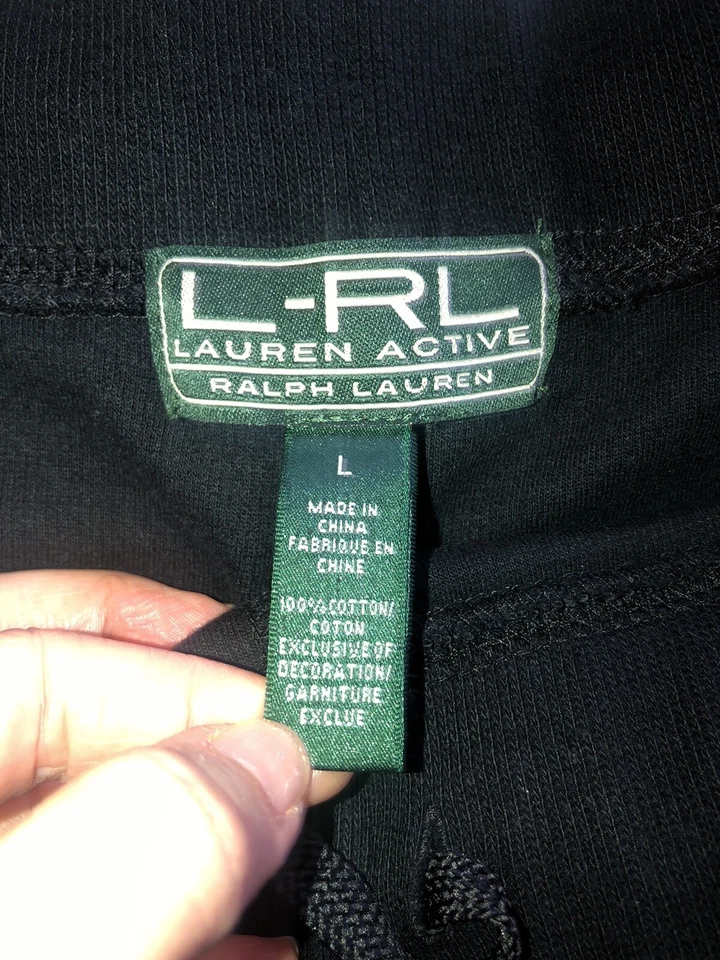 L-RL
LAUREN ACTIVE
RALPH LAUREN
L
MADE IN
CHINA
FABRIQUE EN
CHINE
100% COTTON/
COTON
EXCLUSIVE OF
DECORATION/
GARNITURE
EXCLUE